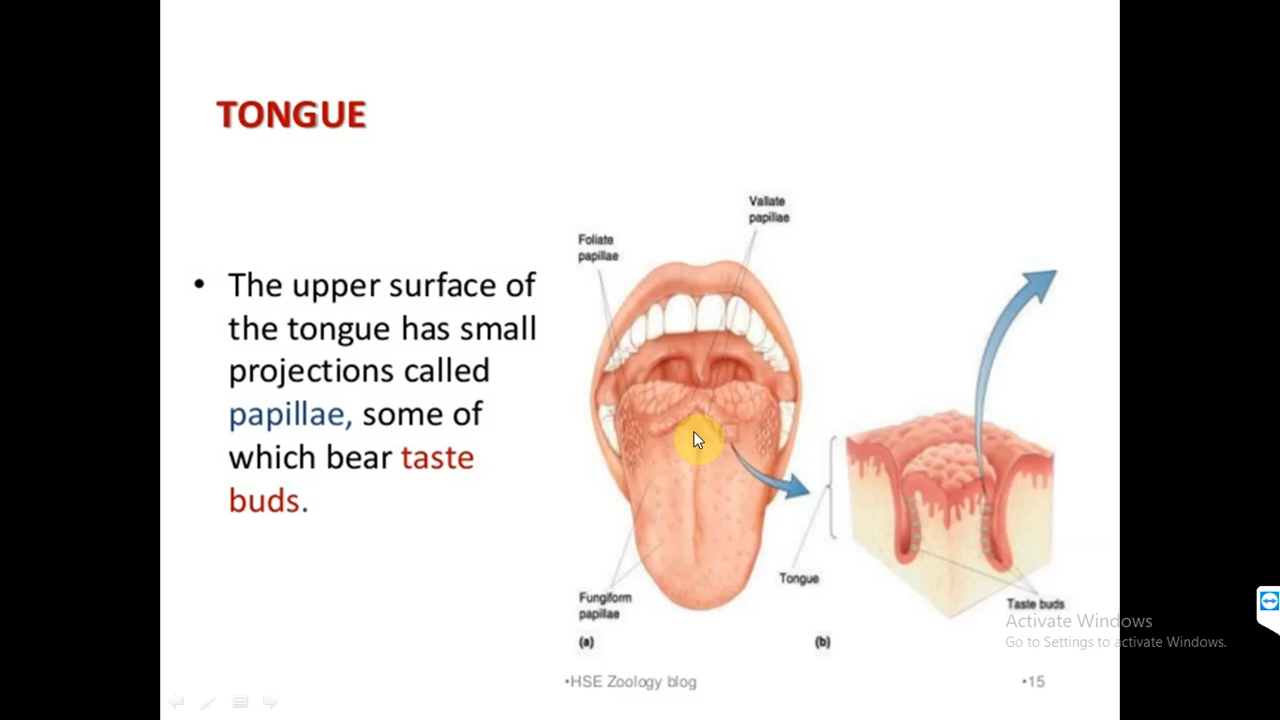 TONGUE
• The upper surface of
the tongue has small
projections called
papillae, some of
which bear taste
buds.
Vallate
papillae
Foliate
papillae
Fungiform
papillae
(a)
Tongue
(b)
Taste buds
Activate Windows
Go to Settings to activate Windows.
•HSE Zoology blog
•15